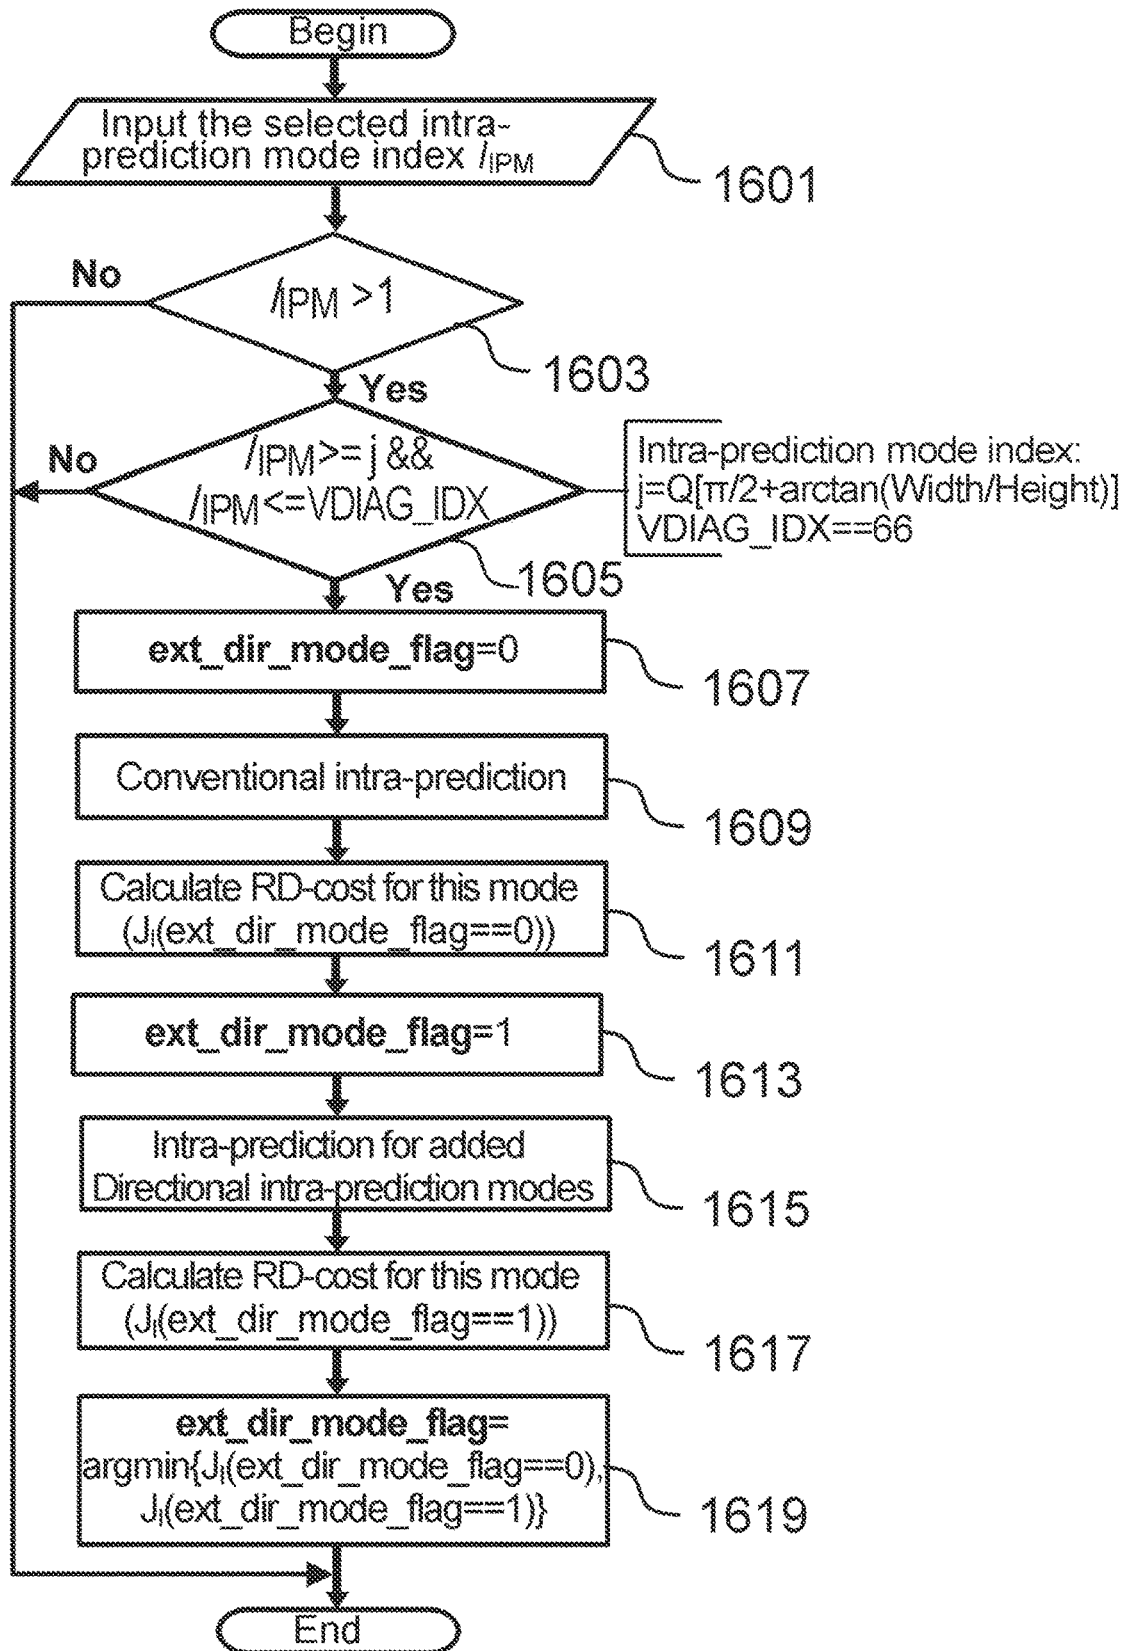 Begin
Input the selected intra-
prediction mode index I_IPM
1601
No
I_IPM >1
1603
Yes
No
I_IPM>= j &&
I_IPM<=VDIAG_IDX
Intra-prediction mode index:
j=Q[π/2+arctan(Width/Height)]
VDIAG_IDX==66
1605
Yes
ext_dir_mode_flag=0
1607
Conventional intra-prediction
1609
Calculate RD-cost for this mode
(J_I(ext_dir_mode_flag==0))
1611
ext_dir_mode_flag=1
1613
Intra-prediction for added
Directional intra-prediction modes
1615
Calculate RD-cost for this mode
(J_I(ext_dir_mode_flag==1))
1617
ext_dir_mode_flag=
argmin{J_I(ext_dir_mode_flag==0),
J_I(ext_dir_mode_flag==1)}
1619
End